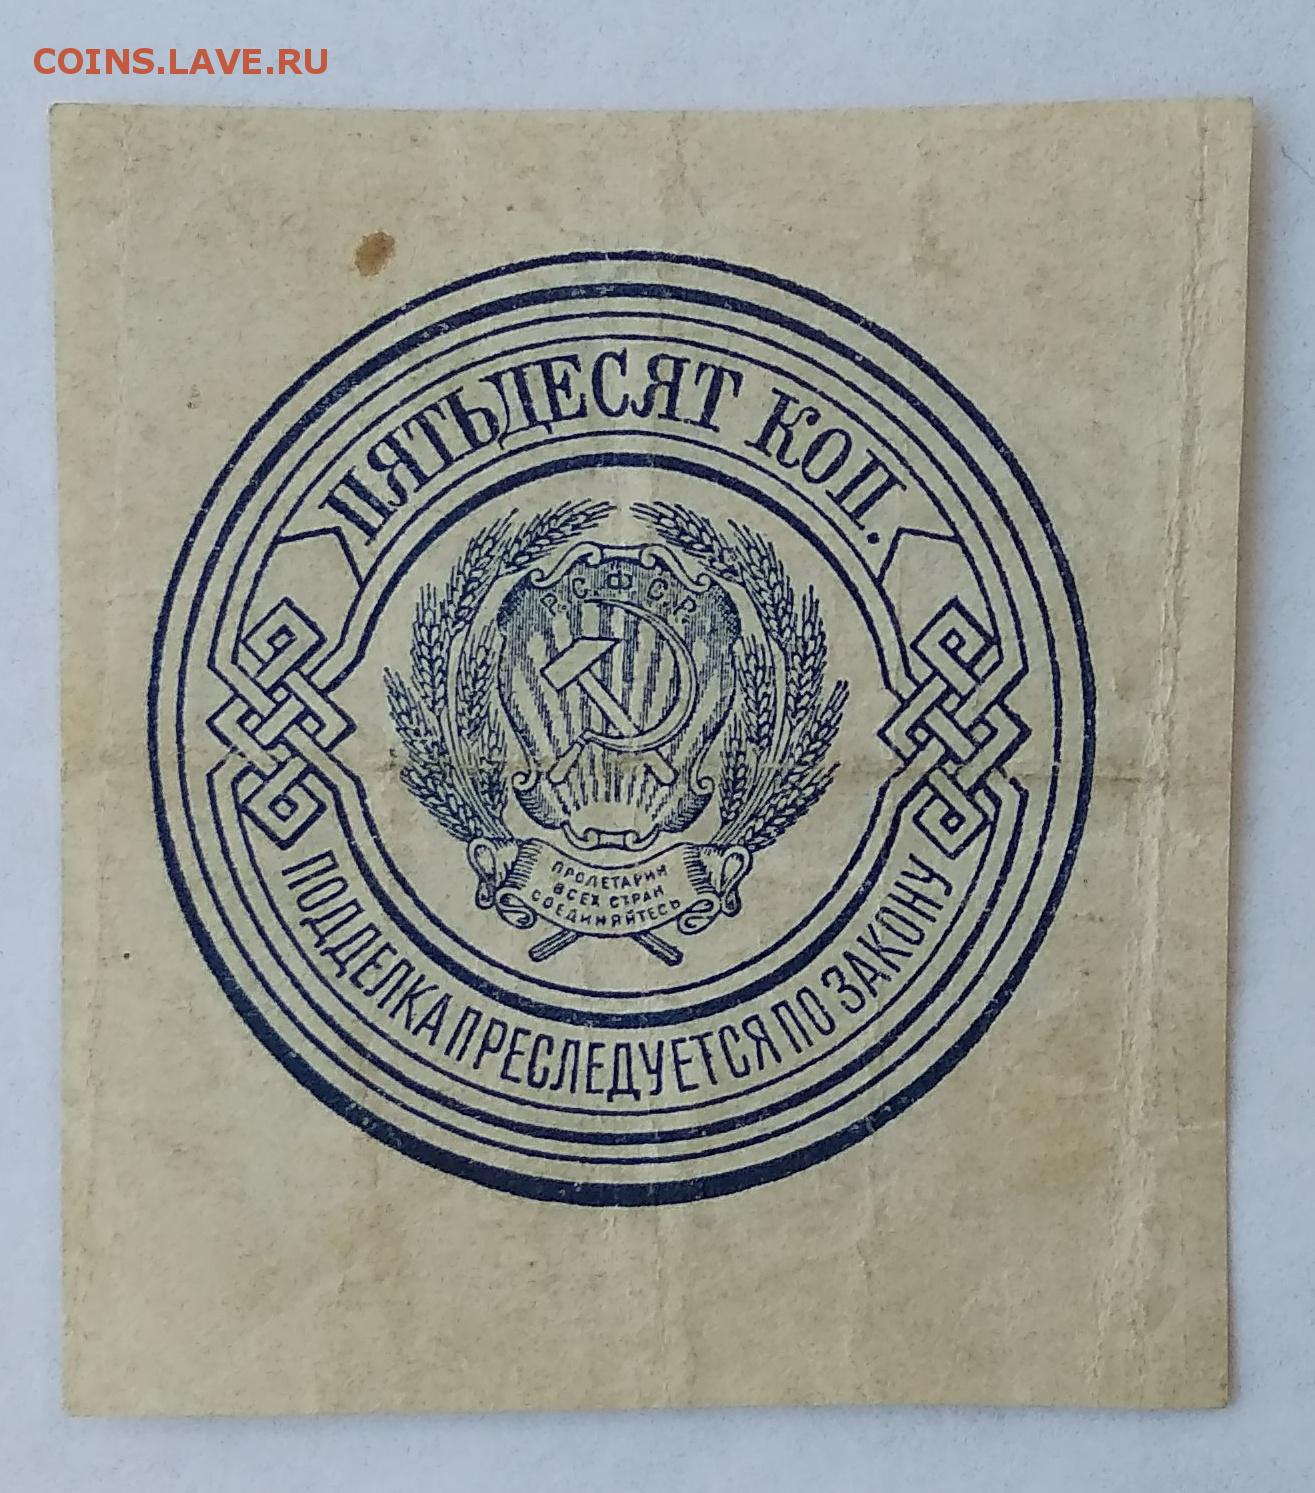 COINS.LAVE.RU
ПЯТЬДЕСЯТ КОП.
Р.С.Ф.С.Р.
ПРОЛЕТАРИИ
ВСЕХ СТРАН
СОЕДИНЯЙТЕСЬ
ПОДДЕЛКА ПРЕСЛЕДУЕТСЯ ПО ЗАКОНУ